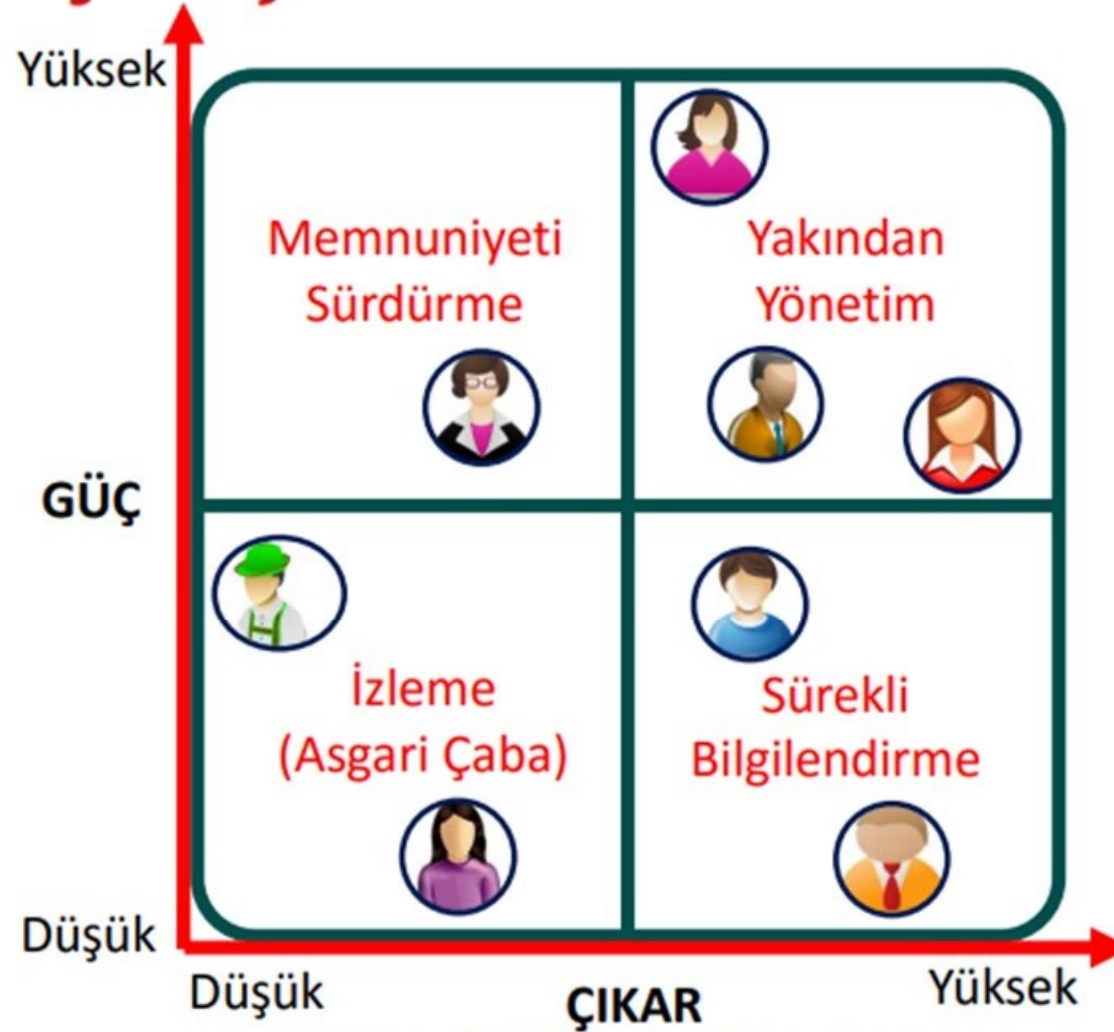 Yüksek
Memnuniyeti
Sürdürme
Yakından
Yönetim
GÜÇ
İzleme
(Asgari Çaba)
Sürekli
Bilgilendirme
Düşük
Düşük
ÇIKAR
Yüksek